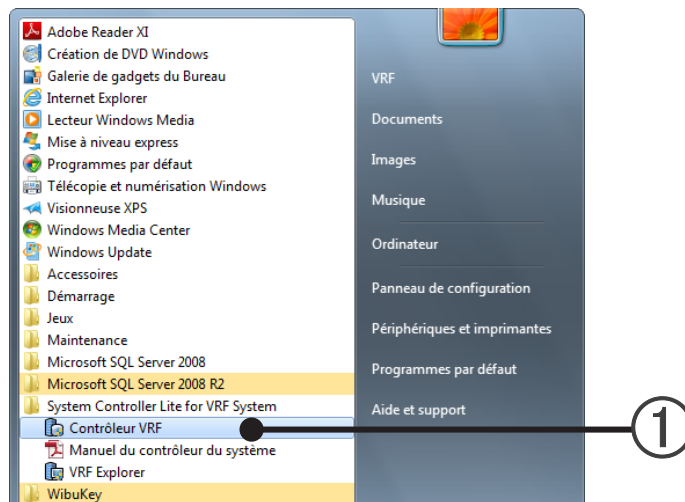 Adobe Reader XI
Création de DVD Windows
Galerie de gadgets du Bureau
Internet Explorer
Lecteur Windows Media
Mise à niveau express
Programmes par défaut
Télécopie et numérisation Windows
Visionneuse XPS
Windows Media Center
Windows Update
Accessoires
Démarrage
Jeux
Maintenance
Microsoft SQL Server 2008
Microsoft SQL Server 2008 R2
System Controller Lite for VRF System
Contrôleur VRF
Manuel du contrôleur du système
VRF Explorer
WibuKey
VRF
Documents
Images
Musique
Ordinateur
Panneau de configuration
Périphériques et imprimantes
Programmes par défaut
Aide et support
①